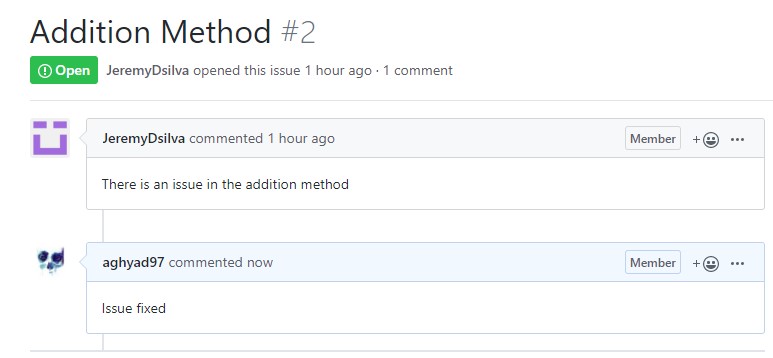 Addition Method #2
Open JeremyDsilva opened this issue 1 hour ago · 1 comment
JeremyDsilva commented 1 hour ago Member
There is an issue in the addition method
aghyad97 commented now Member
Issue fixed